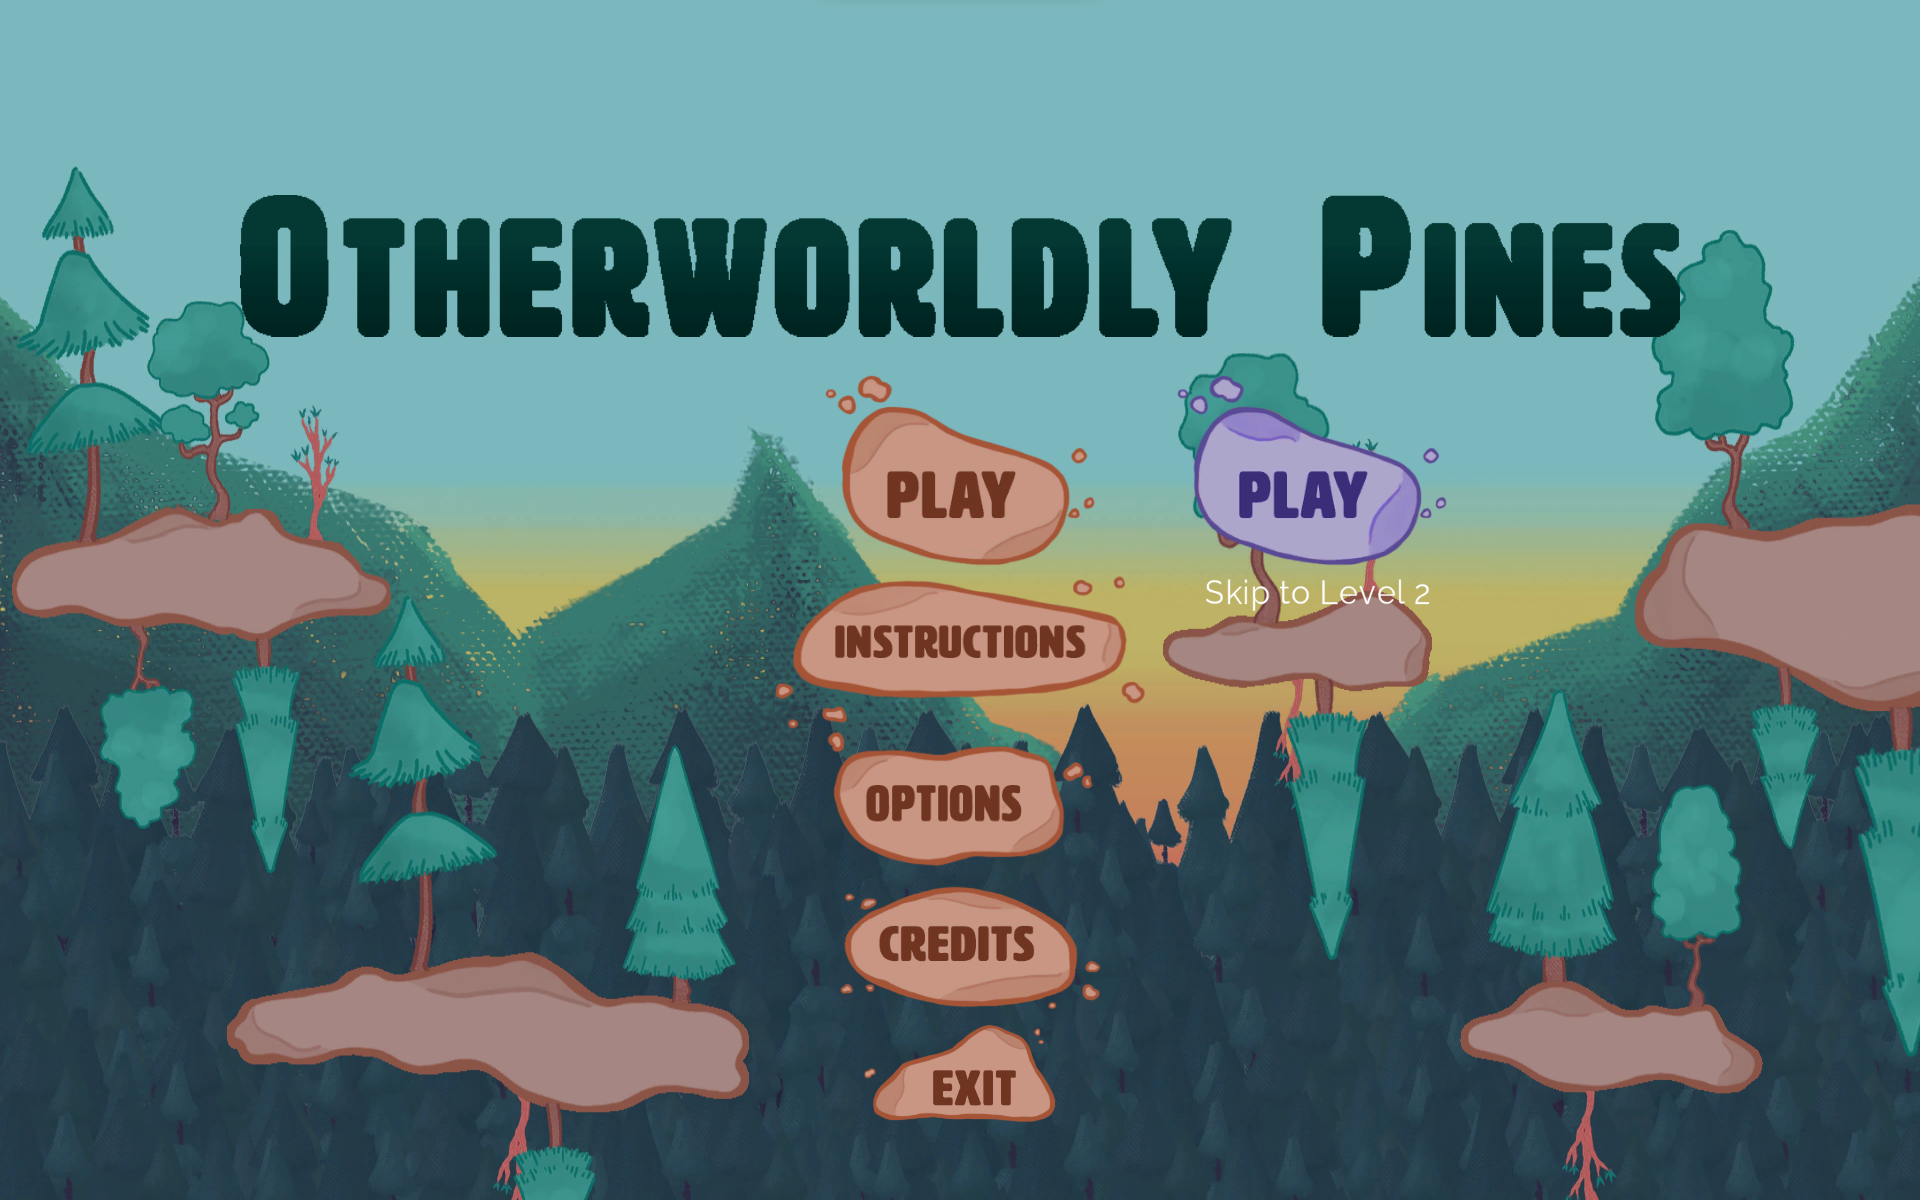 OTHERWORLDLY PINES
PLAY
PLAY
Skip to Level 2
INSTRUCTIONS
OPTIONS
CREDITS
EXIT